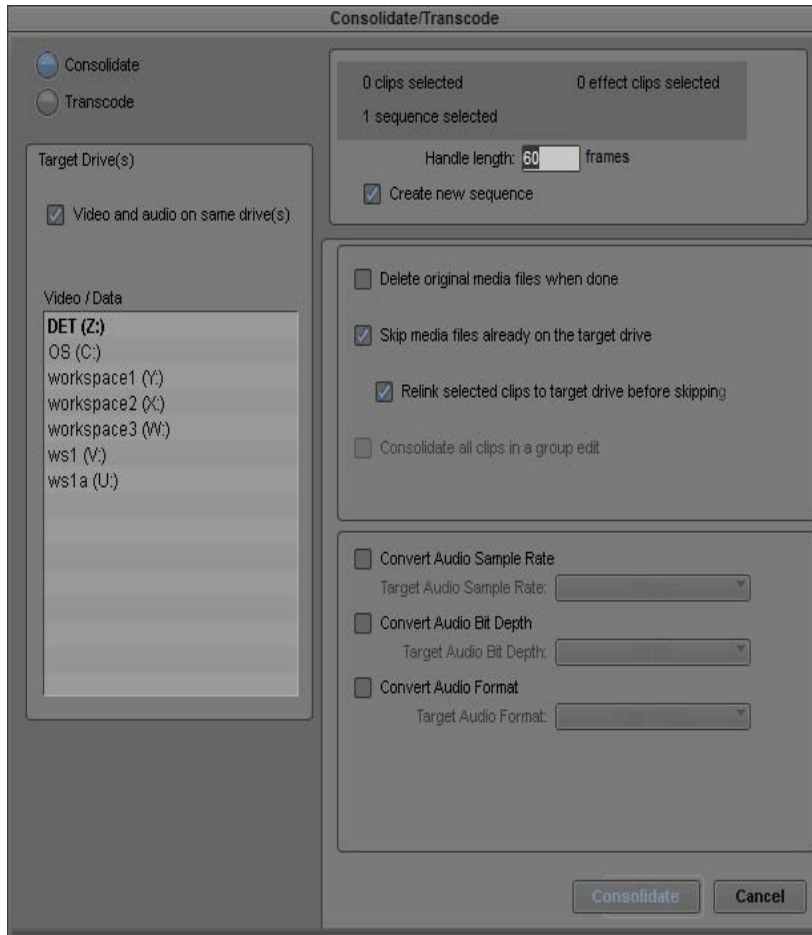 Consolidate/Transcode
Consolidate
Transcode
Target Drive(s)
Video and audio on same drive(s)
Video / Data
DET (Z:)
OS (C:)
workspace1 (Y:)
workspace2 (X:)
workspace3 (W:)
ws1 (V:)
ws1a (U:)
0 clips selected 0 effect clips selected
1 sequence selected
Handle length: 60 frames
Create new sequence
Delete original media files when done
Skip media files already on the target drive
Relink selected clips to target drive before skipping
Consolidate all clips in a group edit
Convert Audio Sample Rate
Target Audio Sample Rate:
Convert Audio Bit Depth
Target Audio Bit Depth:
Convert Audio Format
Target Audio Format:
Consolidate Cancel